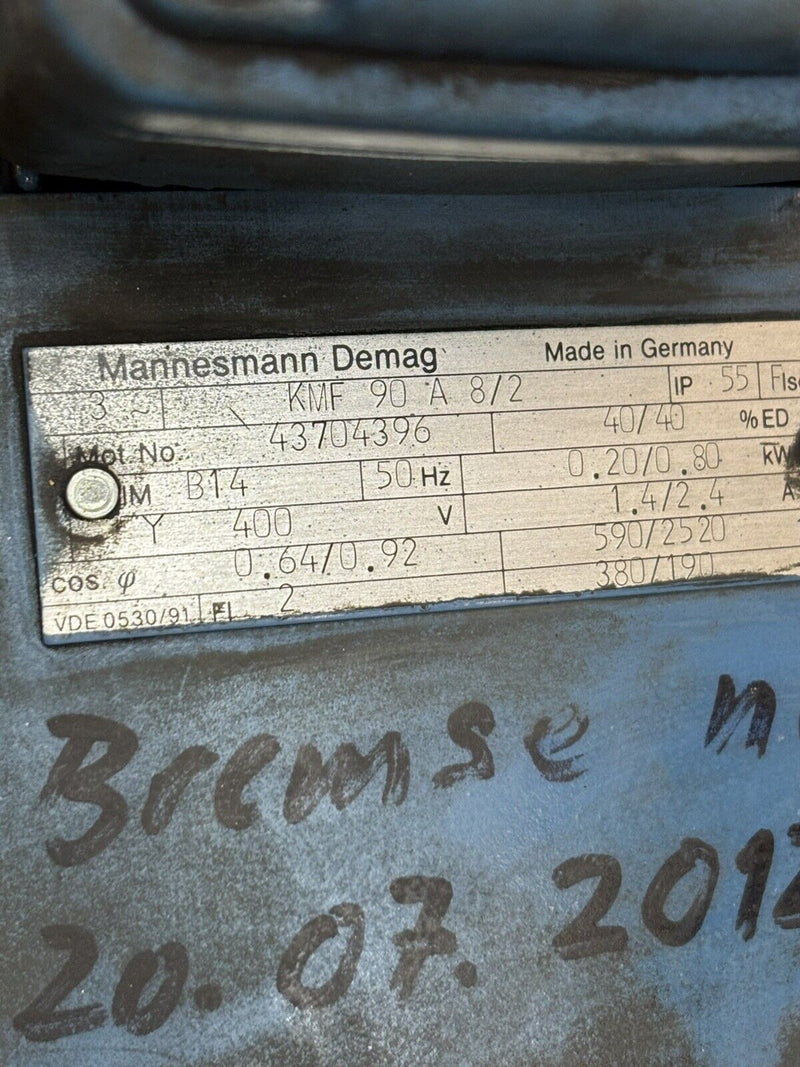 Mannesmann Demag Made in Germany
3 ~ KMF 90 A 8/2 IP 55
Mot. No. 43704396 40/40 %ED
IM B14 50 Hz 0.20/0.80 kW
Y 400 V 1.4/2.4 A
cos. φ 0.64/0.92 590/2520
VDE 0530/91 FL 2 380/190
Bremse
20.07.201